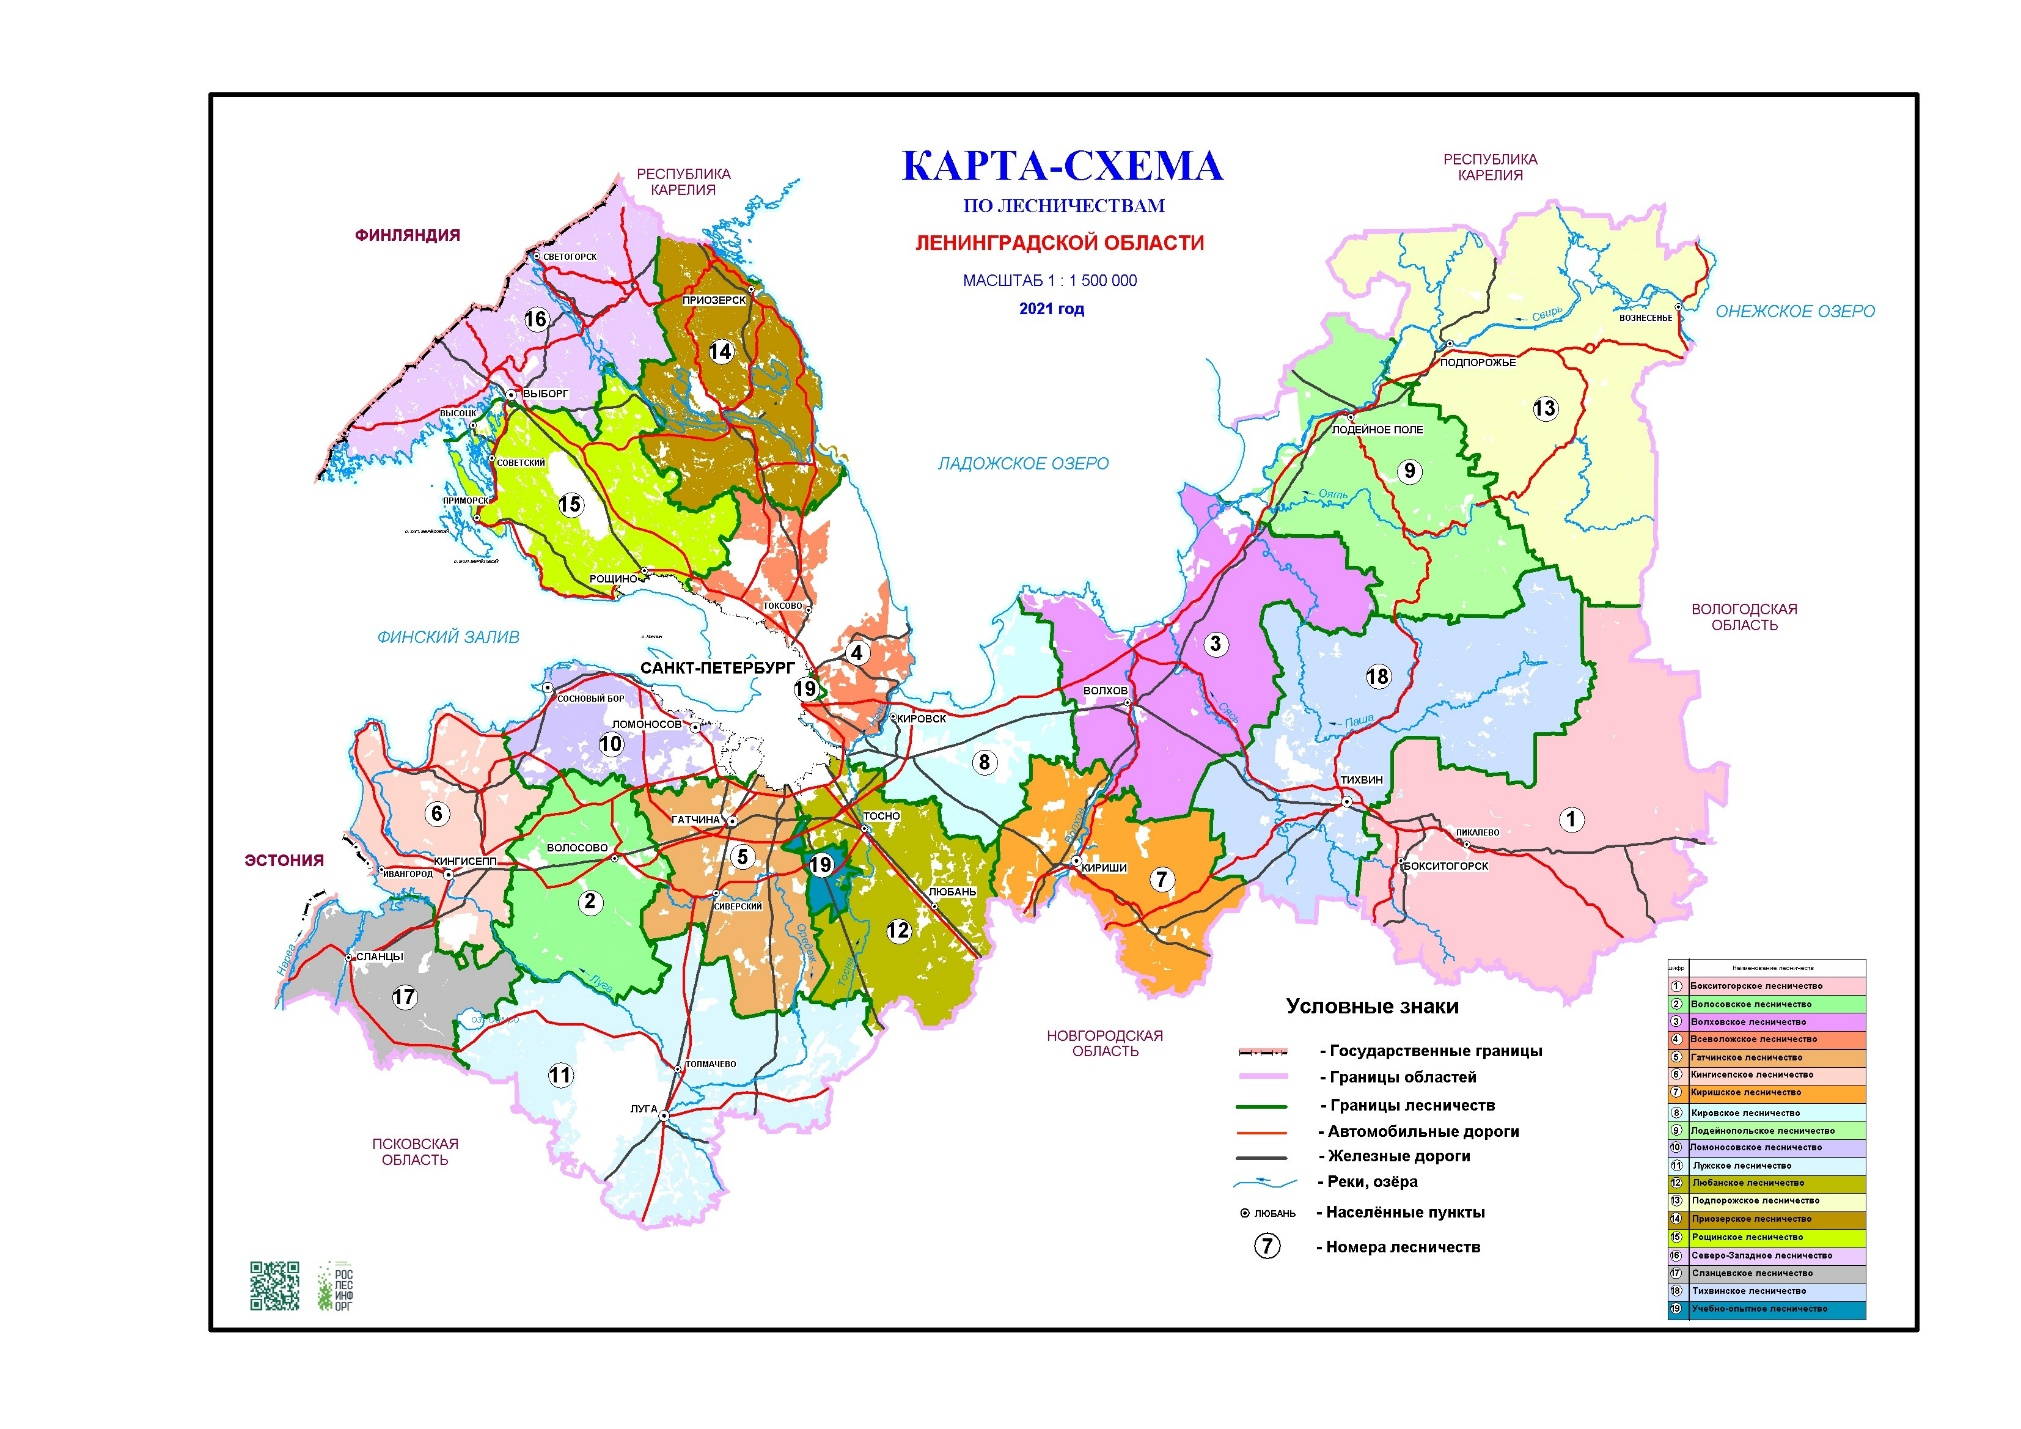 КАРТА-СХЕМА
ПО ЛЕСНИЧЕСТВАМ
ЛЕНИНГРАДСКОЙ ОБЛАСТИ
МАСШТАБ 1 : 1 500 000
2021 год
РЕСПУБЛИКА
КАРЕЛИЯ
РЕСПУБЛИКА
КАРЕЛИЯ
ФИНЛЯНДИЯ
СВЕТОГОРСК
ПРИОЗЕРСК
16
14
ВЫБОРГ
ВЫСОЦК
СОВЕТСКИЙ
ПРИМОРСК
15
РОЩИНО
ТОКСОВО
ЛАДОЖСКОЕ ОЗЕРО
ОНЕЖСКОЕ ОЗЕРО
Свирь
ВОЗНЕСЕНЬЕ
ПОДПОРОЖЬЕ
13
ЛОДЕЙНОЕ ПОЛЕ
9
Оять
ВОЛОГОДСКАЯ
ОБЛАСТЬ
ФИНСКИЙ ЗАЛИВ
САНКТ-ПЕТЕРБУРГ
4
19
3
18
ВОЛХОВ
Сясь
Паша
СОСНОВЫЙ БОР
ЛОМОНОСОВ
10
КИРОВСК
8
ТИХВИН
6
ГАТЧИНА
ТОСНО
1
ПИКАЛЕВО
БОКСИТОГОРСК
ЭСТОНИЯ
КИНГИСЕПП
ИВАНГОРОД
ВОЛОСОВО
5
19
КИРИШИ
7
2
СИВЕРСКИЙ
ЛЮБАНЬ
12
Нарва
СЛАНЦЫ
17
Луга
Оредеж
Тосна
11
ТОЛМАЧЕВО
ЛУГА
ПСКОВСКАЯ
ОБЛАСТЬ
НОВГОРОДСКАЯ
ОБЛАСТЬ
Условные знаки
- Государственные границы
- Границы областей
- Границы лесничеств
- Автомобильные дороги
- Железные дороги
- Реки, озёра
ЛЮБАНЬ - Населённые пункты
7 - Номера лесничеств
шифр Наименование лесничеств
1 Бокситогорское лесничество
2 Волосовское лесничество
3 Волховское лесничество
4 Всеволожское лесничество
5 Гатчинское лесничество
6 Кингисепское лесничество
7 Киришское лесничество
8 Кировское лесничество
9 Лодейнопольское лесничество
10 Ломоносовское лесничество
11 Лужское лесничество
12 Любанское лесничество
13 Подпорожское лесничество
14 Приозерское лесничество
15 Рощинское лесничество
16 Северо-Западное лесничество
17 Сланцевское лесничество
18 Тихвинское лесничество
19 Учебно-опытное лесничество
РОС
ЛЕС
ИНФ
ОРГ